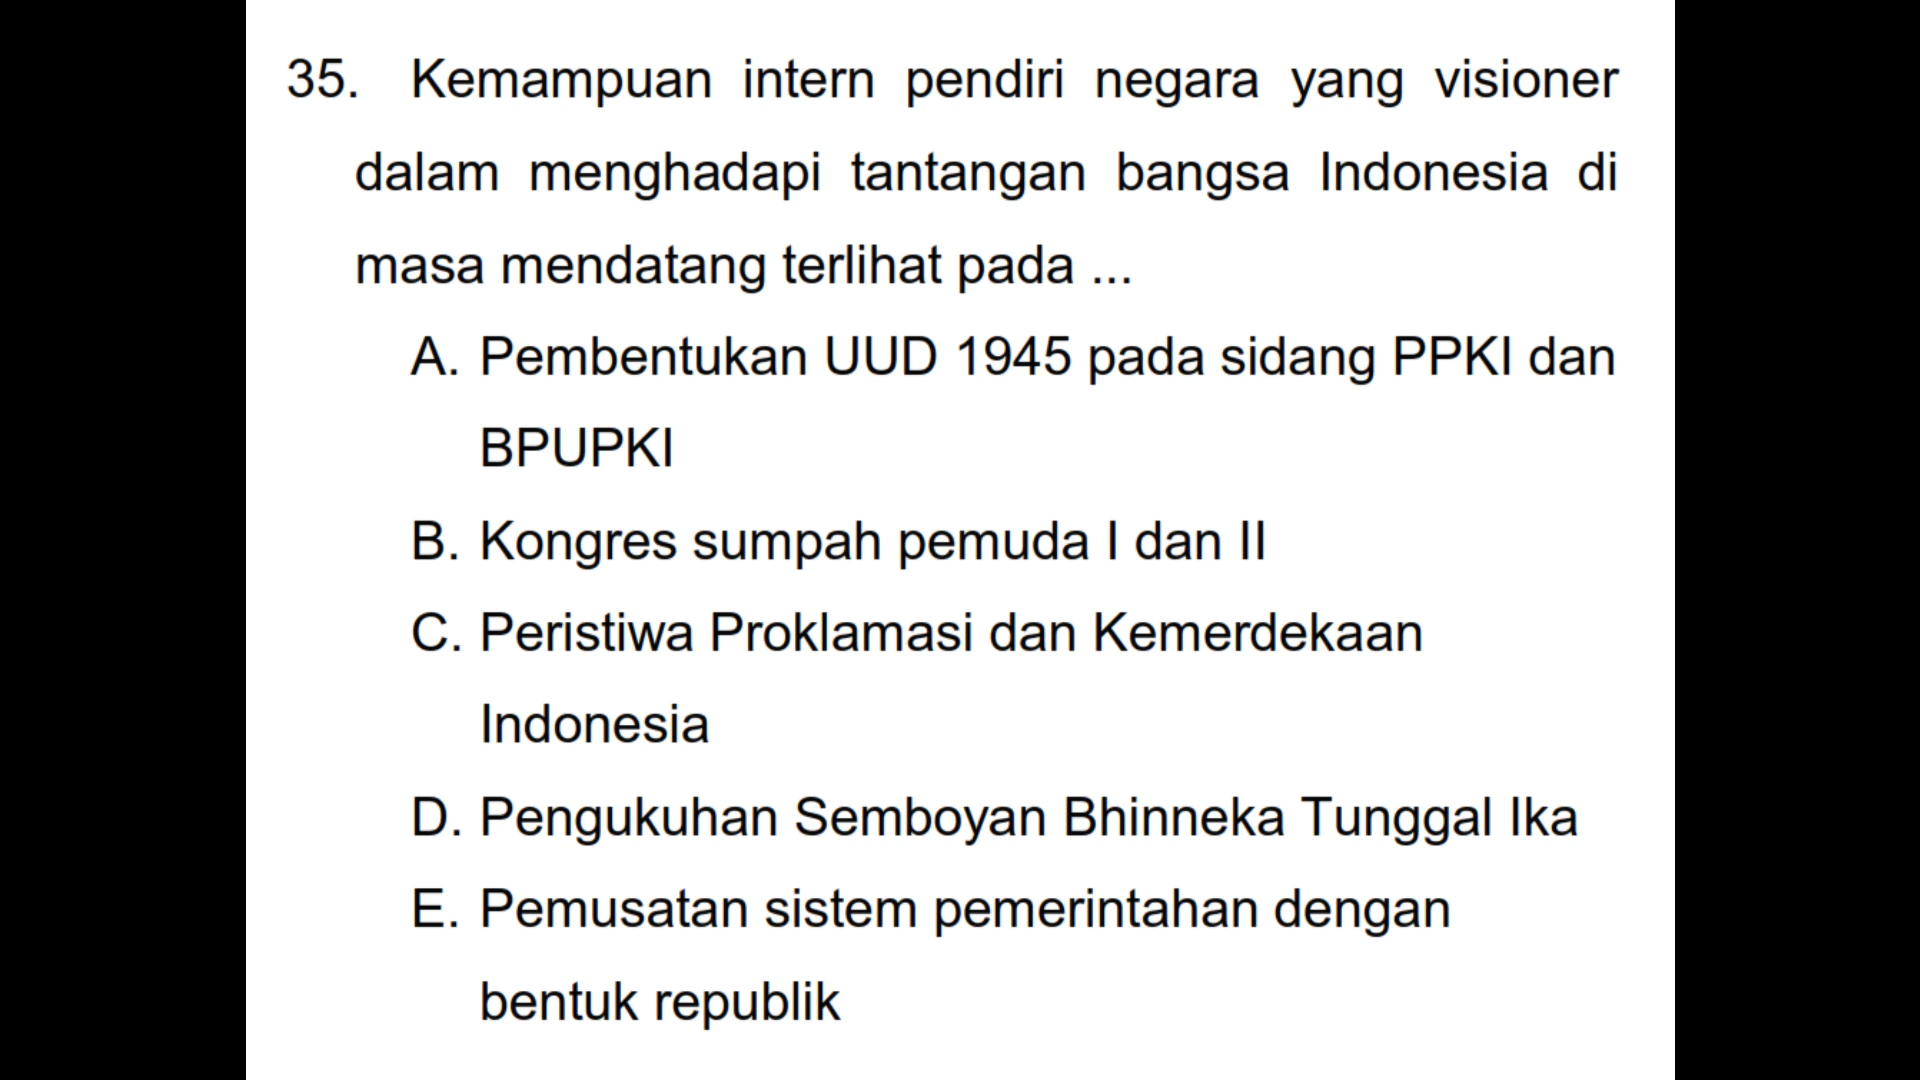 35. Kemampuan intern pendiri negara yang visioner
dalam menghadapi tantangan bangsa Indonesia di
masa mendatang terlihat pada ...
A. Pembentukan UUD 1945 pada sidang PPKI dan
BPUPKI
B. Kongres sumpah pemuda I dan II
C. Peristiwa Proklamasi dan Kemerdekaan
Indonesia
D. Pengukuhan Semboyan Bhinneka Tunggal Ika
E. Pemusatan sistem pemerintahan dengan
bentuk republik